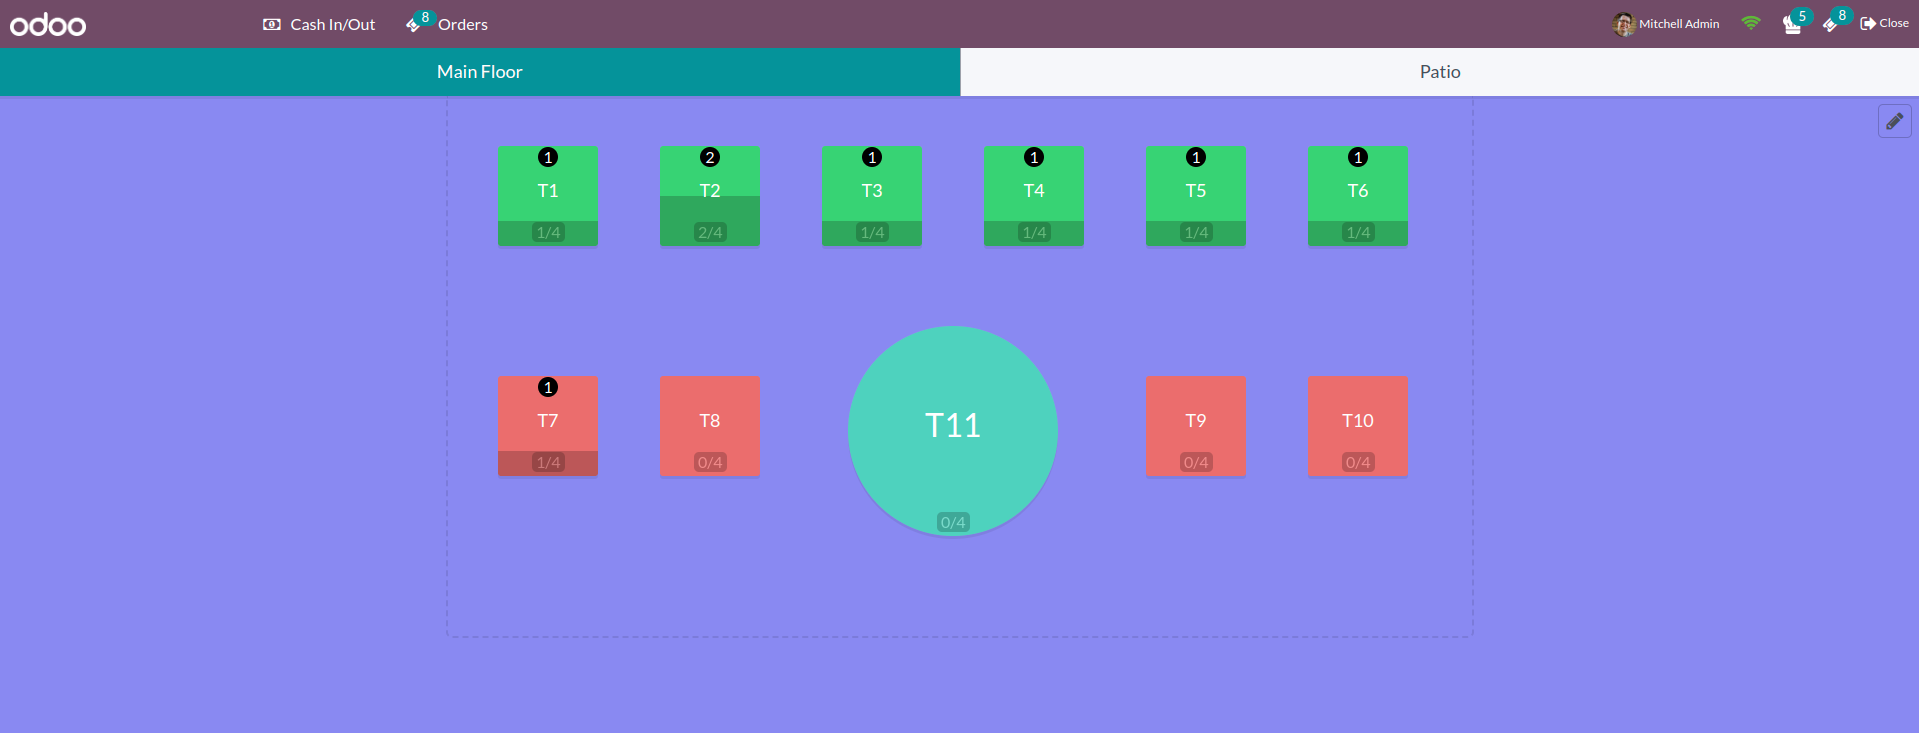 odoo Cash In/Out 8 Orders Mitchell Admin 5 8 Close
Main Floor Patio
1 2 1 1 1 1
T1 T2 T3 T4 T5 T6
1/4 2/4 1/4 1/4 1/4 1/4
1
T7 T8 T11 T9 T10
1/4 0/4 0/4 0/4
0/4